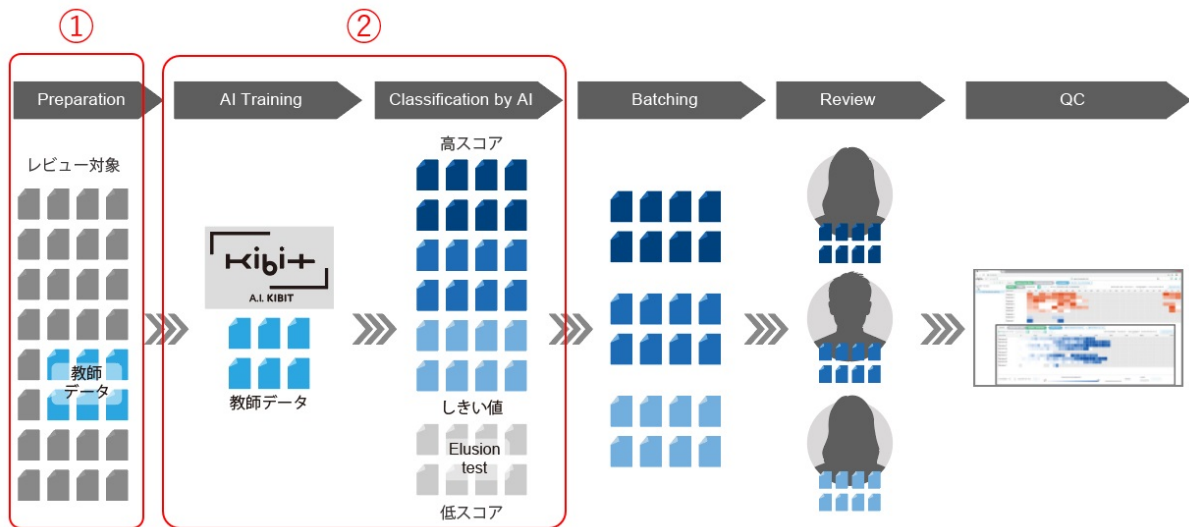 ①
②
Preparation
AI Training
Classification by AI
Batching
Review
QC
レビュー対象
教師
データ
KIBIT
A.I. KIBIT
教師データ
高スコア
しきい値
Elusion
test
低スコア